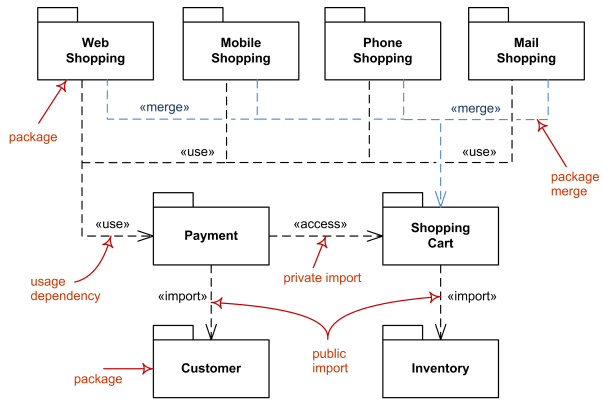 Web
Shopping
Mobile
Shopping
Phone
Shopping
Mail
Shopping
«merge»
«merge»
package
«use»
«use»
package
merge
«use»
Payment
«access»
Shopping
Cart
usage
dependency
private import
«import»
«import»
public
import
package
Customer
Inventory